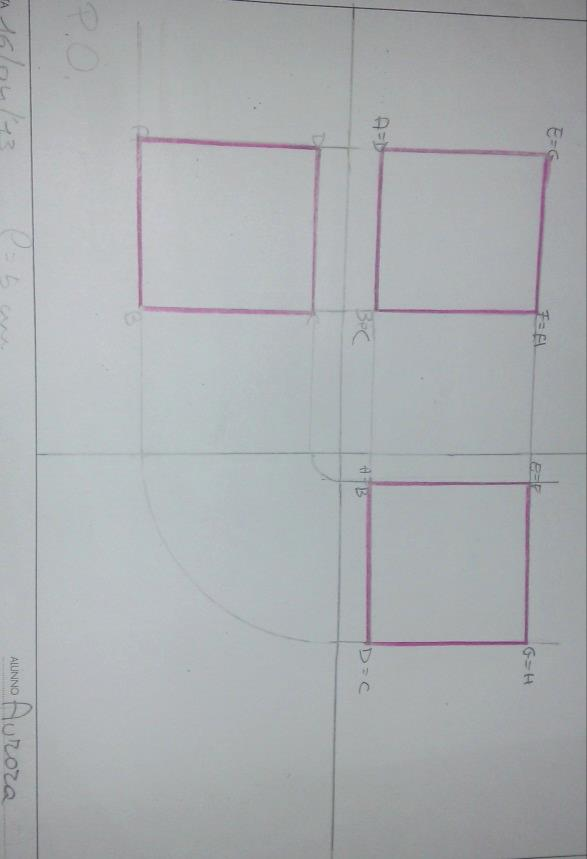 E=G F=H E=F G=H
A=D B=C A=B D=C
D C
A B
P.O.
16/04/13 l=5 cm ALUNNO Aurora